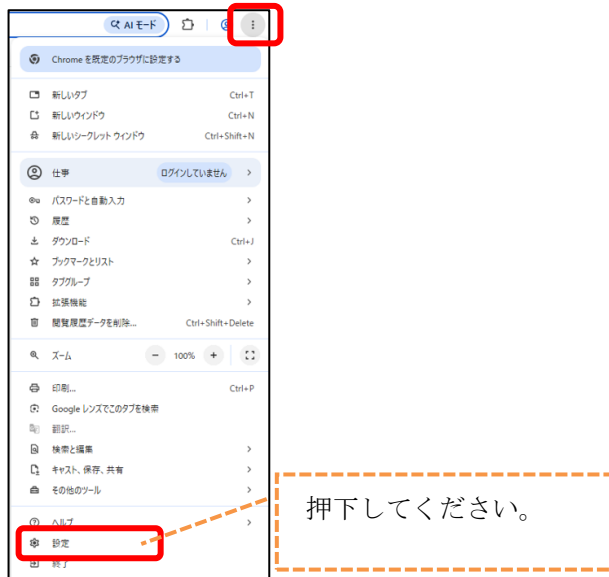 AI モード
Chrome を既定のブラウザに設定する
新しいタブ Ctrl+T
新しいウィンドウ Ctrl+N
新しいシークレット ウィンドウ Ctrl+Shift+N
仕事 ログインしていません
パスワードと自動入力
履歴
ダウンロード Ctrl+J
ブックマークとリスト
タブグループ
拡張機能
閲覧履歴データを削除... Ctrl+Shift+Delete
ズーム − 100% +
印刷... Ctrl+P
Google レンズでこのタブを検索
翻訳...
検索と編集
キャスト、保存、共有
その他のツール
ヘルプ
設定
終了
押下してください。